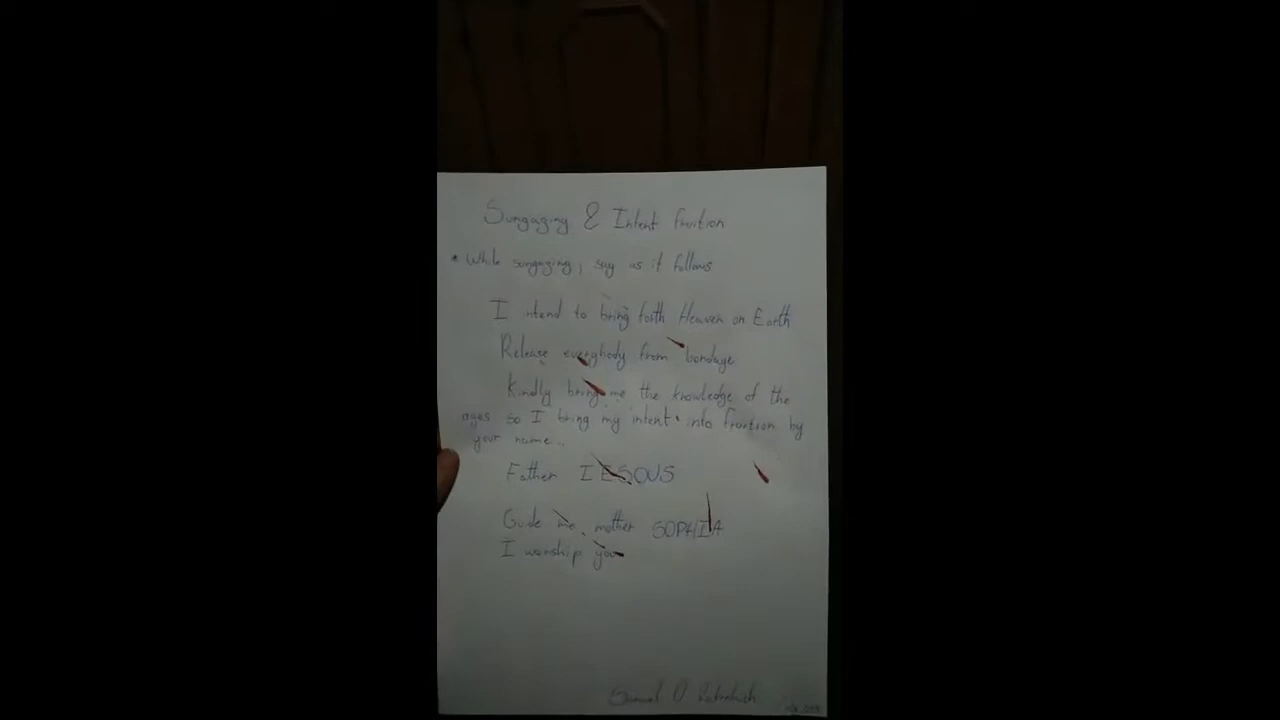 Sungazing & Intent fruition
* While sungazing, say as it follows
I intend to bring forth Heaven on Earth
Release everybody from bondage
Kindly bring me the knowledge of the
ages so I bring my intent into fruition by
your name..
Father IESOUS
Guide me, mother SOPHIA
I worship you
Samuel